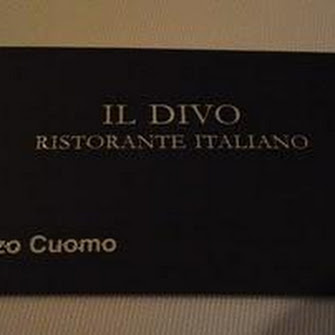 IL DIVO
RISTORANTE ITALIANO
zo Cuomo